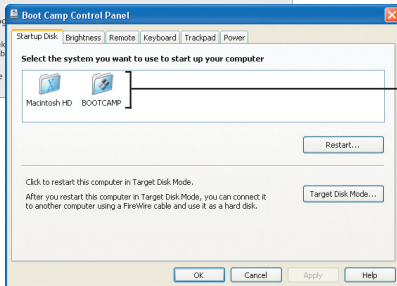 Boot Camp Control Panel
Startup Disk Brightness Remote Keyboard Trackpad Power
Select the system you want to use to start up your computer
Macintosh HD BOOTCAMP
Restart...
Click to restart this computer in Target Disk Mode.
After you restart this computer in Target Disk Mode, you can connect it
to another computer using a FireWire cable and use it as a hard disk.
Target Disk Mode...
OK Cancel Apply Help